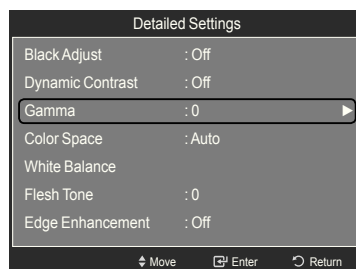 Detailed Settings
Black Adjust : Off
Dynamic Contrast : Off
Gamma : 0
Color Space : Auto
White Balance
Flesh Tone : 0
Edge Enhancement : Off
Move Enter Return